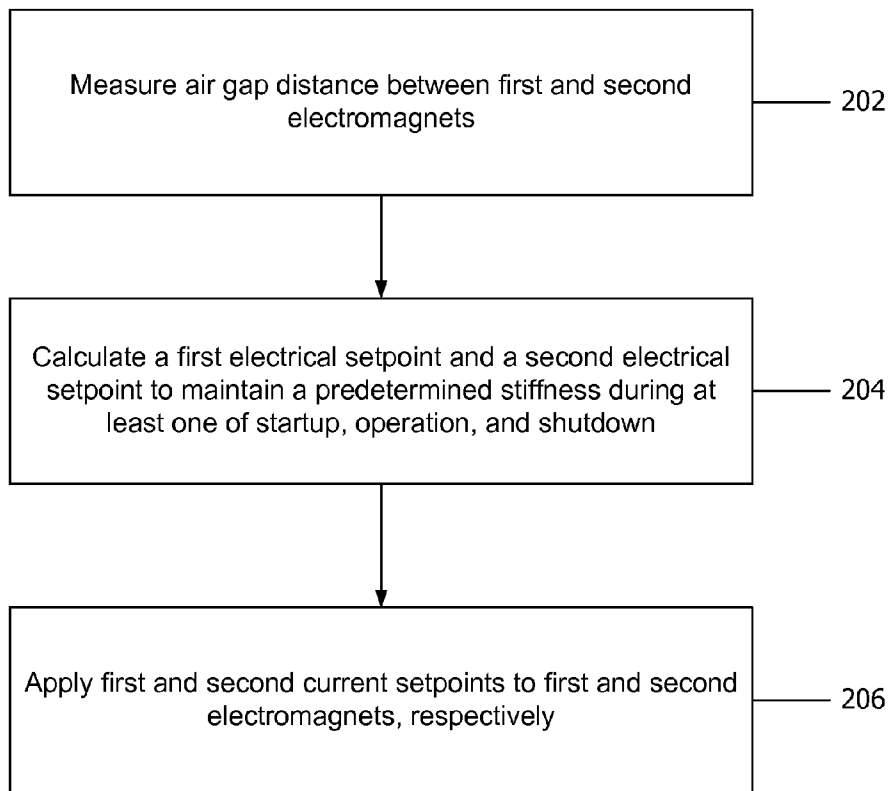 Measure air gap distance between first and second
electromagnets
202
Calculate a first electrical setpoint and a second electrical
setpoint to maintain a predetermined stiffness during at
least one of startup, operation, and shutdown
204
Apply first and second current setpoints to first and second
electromagnets, respectively
206